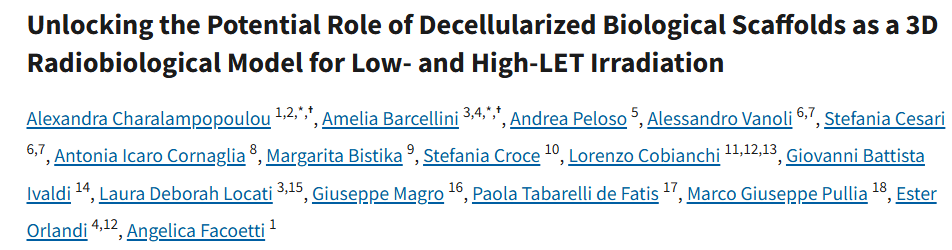 Unlocking the Potential Role of Decellularized Biological Scaffolds as a 3D
Radiobiological Model for Low- and High-LET Irradiation
Alexandra Charalampopoulou 1,2,*,†, Amelia Barcellini 3,4,*,†, Andrea Peloso 5, Alessandro Vanoli 6,7, Stefania Cesari
6,7, Antonia Icaro Cornaglia 8, Margarita Bistika 9, Stefania Croce 10, Lorenzo Cobianchi 11,12,13, Giovanni Battista
Ivaldi 14, Laura Deborah Locati 3,15, Giuseppe Magro 16, Paola Tabarelli de Fatis 17, Marco Giuseppe Pullia 18, Ester
Orlandi 4,12, Angelica Facoetti 1